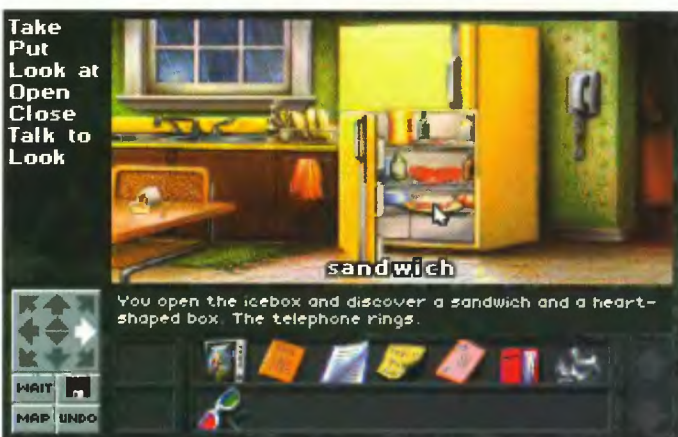 Take
Put
Look at
Open
Close
Talk to
Look
sandwich
You open the icebox and discover a sandwich and a heart-
shaped box. The telephone rings.
WAIT
MAP UNDO